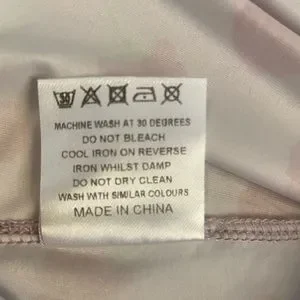 30
MACHINE WASH AT 30 DEGREES
DO NOT BLEACH
COOL IRON ON REVERSE
IRON WHILST DAMP
DO NOT DRY CLEAN
WASH WITH SIMILAR COLOURS
MADE IN CHINA